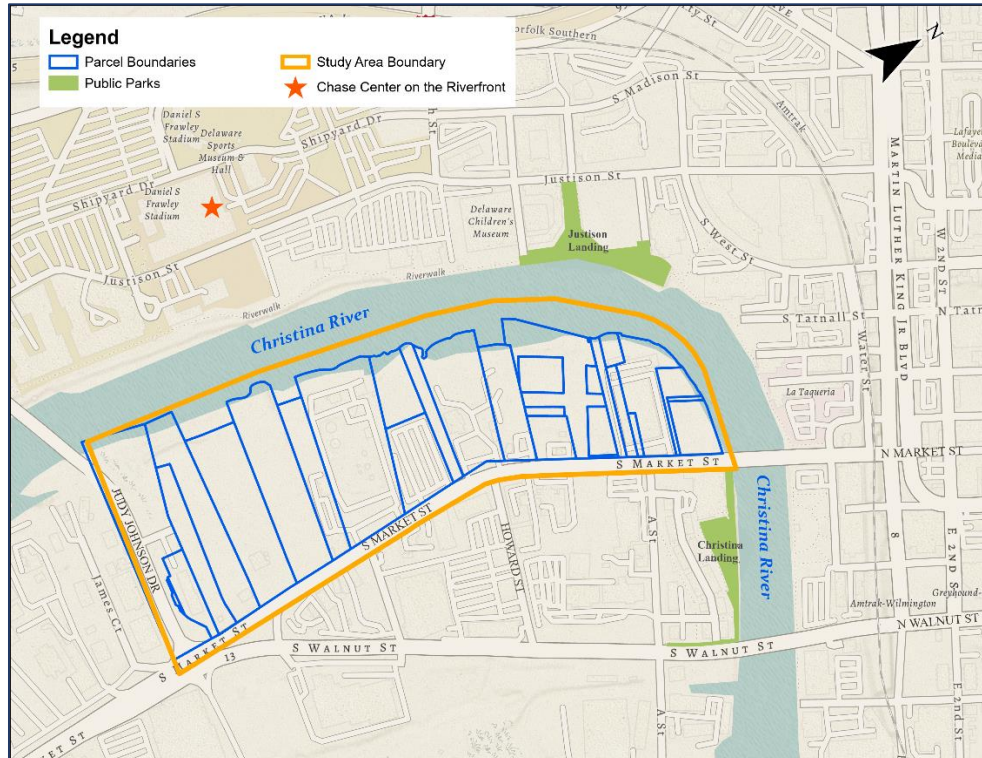 Legend
Parcel Boundaries
Public Parks
Study Area Boundary
Chase Center on the Riverfront
N
Norfolk Southern
S Madison St
Amtrak
Daniel S
Frawley
Stadium
Delaware
Sports
Museum &
Hall
Shipyard Dr
Shipyard Dr
Daniel S
Frawley
Stadium
Justison St
Justison St
Delaware
Children's
Museum
Justison
Landing
S West St
Martin Luther King Jr Blvd
W 2nd St
Riverwalk
Riverwalk
Christina River
S Tatnall St
Water St
La Taqueria
N Market St
S Market St
S Market St
S Market St
Judy Johnson Dr
James Ct
Howard St
A St
A St
Christina
Landing
Christina River
13
S Walnut St
S Walnut St
N Walnut St
Amtrak-Wilmington
E 2nd St
E 2nd St